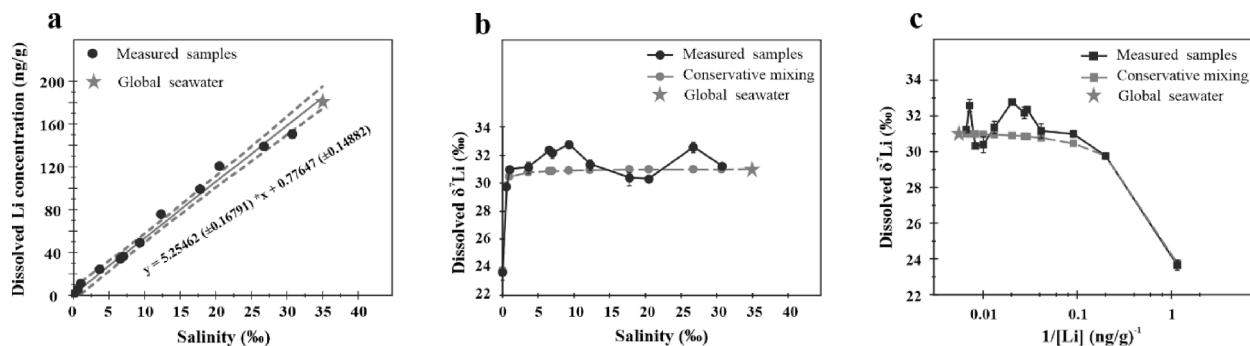 a
Dissolved Li concentration (ng/g)
200
160
120
80
40
0
Measured samples
Global seawater
y = 5.25462 (±0.16791) *x + 0.77647 (±0.14882)
0 5 10 15 20 25 30 35 40 45
Salinity (‰)
b
Dissolved δ⁷Li (‰)
34
32
30
28
26
24
22
Measured samples
Conservative mixing
Global seawater
0 5 10 15 20 25 30 35 40 45
Salinity (‰)
c
Dissolved δ⁷Li (‰)
34
32
30
28
26
24
22
Measured samples
Conservative mixing
Global seawater
0.01 0.1 1
1/[Li] (ng/g)⁻¹